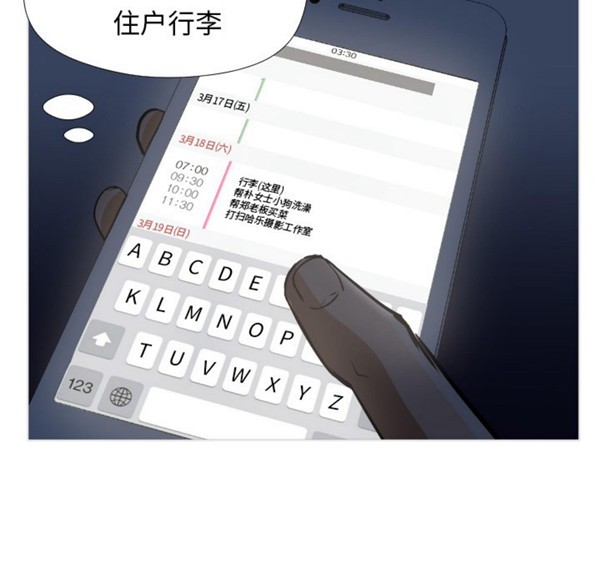 住户行李
03:30
3月17日(五)
3月18日(六)
07:00 行李(这里)
09:30 帮朴女士小狗洗澡
10:00 帮郑老板买菜
11:30 打扫哈乐摄影工作室
3月19日(日)
A B C D E
K L M N O P
T U V W X Y Z
123